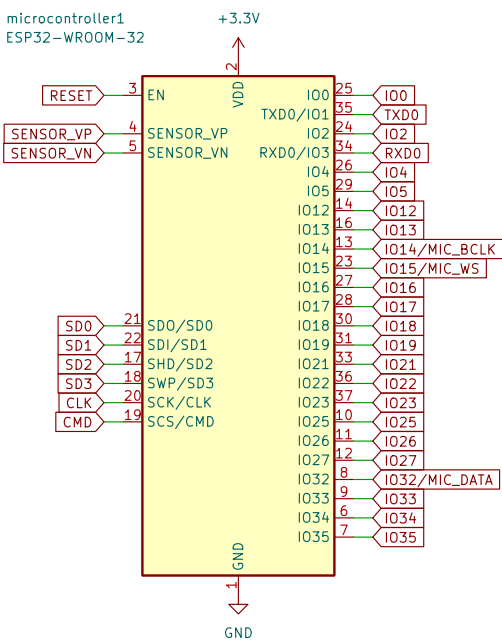 microcontroller1
ESP32-WROOM-32
+3.3V
2
VDD
RESET 3 EN
IO0 25 IO0
TXD0/IO1 35 TXD0
SENSOR_VP 4 SENSOR_VP
IO2 24 IO2
SENSOR_VN 5 SENSOR_VN
RXD0/IO3 34 RXD0
IO4 26 IO4
IO5 29 IO5
IO12 14 IO12
IO13 16 IO13
IO14 13 IO14/MIC_BCLK
IO15 23 IO15/MIC_WS
IO16 27 IO16
IO17 28 IO17
SD0 21 SDO/SD0
IO18 30 IO18
SD1 22 SDI/SD1
IO19 31 IO19
SD2 17 SHD/SD2
IO21 33 IO21
SD3 18 SWP/SD3
IO22 36 IO22
CLK 20 SCK/CLK
IO23 37 IO23
CMD 19 SCS/CMD
IO25 10 IO25
IO26 11 IO26
IO27 12 IO27
IO32 8 IO32/MIC_DATA
IO33 9 IO33
IO34 6 IO34
IO35 7 IO35
GND
1
GND